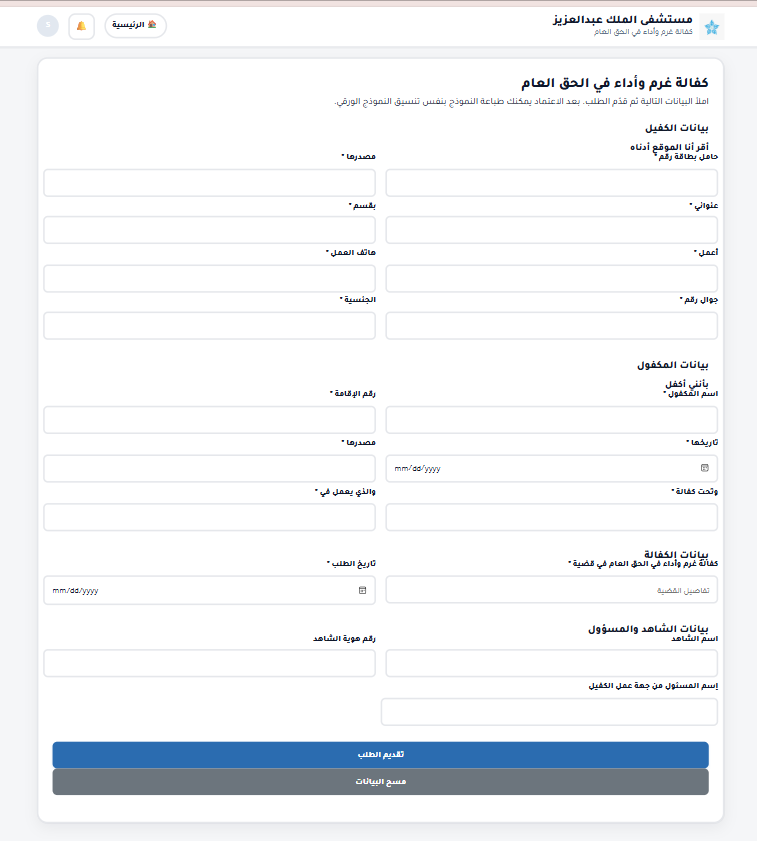 مستشفى الملك عبدالعزيز
كفالة غرم وأداء في الحق العام
الرئيسية
S
كفالة غرم وأداء في الحق العام
املأ البيانات التالية ثم قدّم الطلب. بعد الاعتماد يمكنك طباعة النموذج بنفس تنسيق النموذج الورقي.
بيانات الكفيل
أقر أنا الموقع أدناه
حامل بطاقة رقم * مصدرها *
عنواني * بقسم *
أعمل * هاتف العمل *
جوال رقم * الجنسية *
بيانات المكفول
بأنني أكفل
اسم المكفول * رقم الإقامة *
تاريخها * مصدرها *
mm/dd/yyyy
وتحت كفالة * والذي يعمل في *
بيانات الكفالة
كفالة غرم وأداء في الحق العام في قضية * تاريخ الطلب *
تفاصيل القضية mm/dd/yyyy
بيانات الشاهد والمسؤول
اسم الشاهد رقم هوية الشاهد
إسم المسئول من جهة عمل الكفيل
تقديم الطلب
مسح البيانات